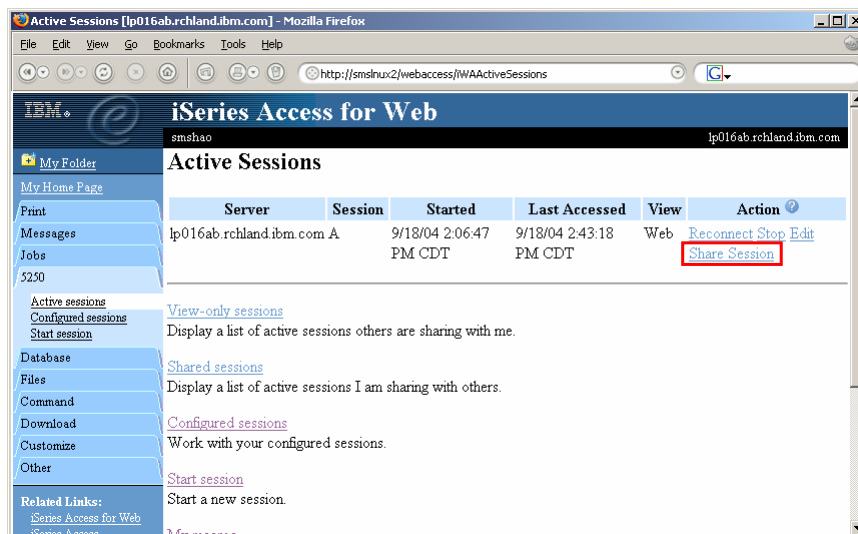 Active Sessions [lp016ab.rchland.ibm.com] - Mozilla Firefox
File Edit View Go Bookmarks Tools Help
http://smslnux2/webaccess/iWAActiveSessions
G
IBM
e
iSeries Access for Web
smshao lp016ab.rchland.ibm.com
My Folder
My Home Page
Print
Messages
Jobs
5250
Active sessions
Configured sessions
Start session
Database
Files
Command
Download
Customize
Other
Related Links:
iSeries Access for Web
iSeries Access
Active Sessions
Server Session Started Last Accessed View Action ?
lp016ab.rchland.ibm.com A 9/18/04 2:06:47 9/18/04 2:43:18 Web Reconnect Stop Edit
PM CDT PM CDT Share Session
View-only sessions
Display a list of active sessions others are sharing with me.
Shared sessions
Display a list of active sessions I am sharing with others.
Configured sessions
Work with your configured sessions.
Start session
Start a new session.